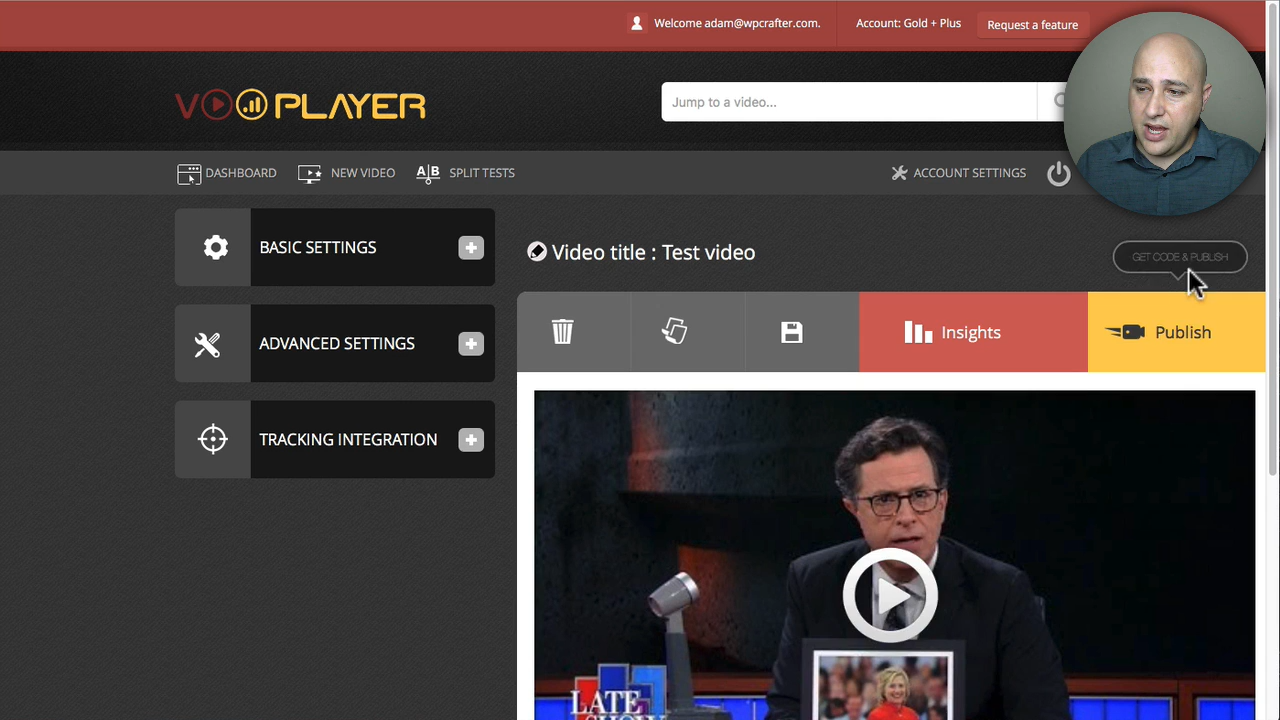 Welcome adam@wpcrafter.com.
Account: Gold + Plus
Request a feature
VOOPLAYER
Jump to a video...
DASHBOARD
NEW VIDEO
A|B
SPLIT TESTS
ACCOUNT SETTINGS
BASIC SETTINGS
Video title : Test video
GET CODE & PUBLISH
Insights
Publish
ADVANCED SETTINGS
TRACKING INTEGRATION
LATE
SHOW